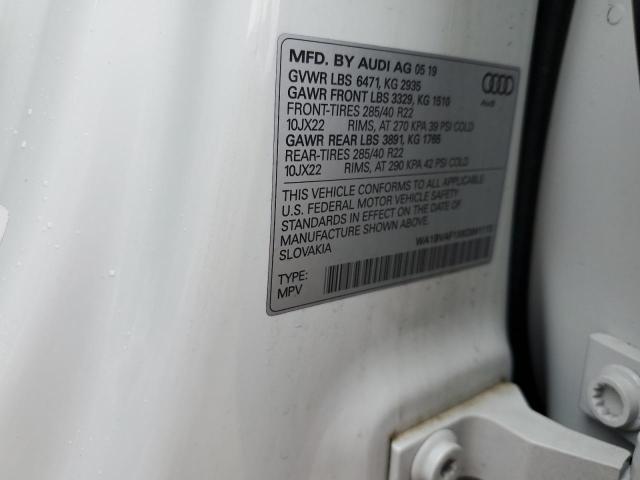 MFD. BY AUDI AG 05 19
GVWR LBS 6471, KG 2935
GAWR FRONT LBS 3329, KG 1510
FRONT-TIRES 285/40 R22
10JX22 RIMS, AT 270 KPA 39 PSI COLD
GAWR REAR LBS 3891, KG 1765
REAR-TIRES 285/40 R22
10JX22 RIMS, AT 290 KPA 42 PSI COLD
THIS VEHICLE CONFORMS TO ALL APPLICABLE
U.S. FEDERAL MOTOR VEHICLE SAFETY
STANDARDS IN EFFECT ON THE DATE OF
MANUFACTURE SHOWN ABOVE.
SLOVAKIA
TYPE:
MPV
Audi